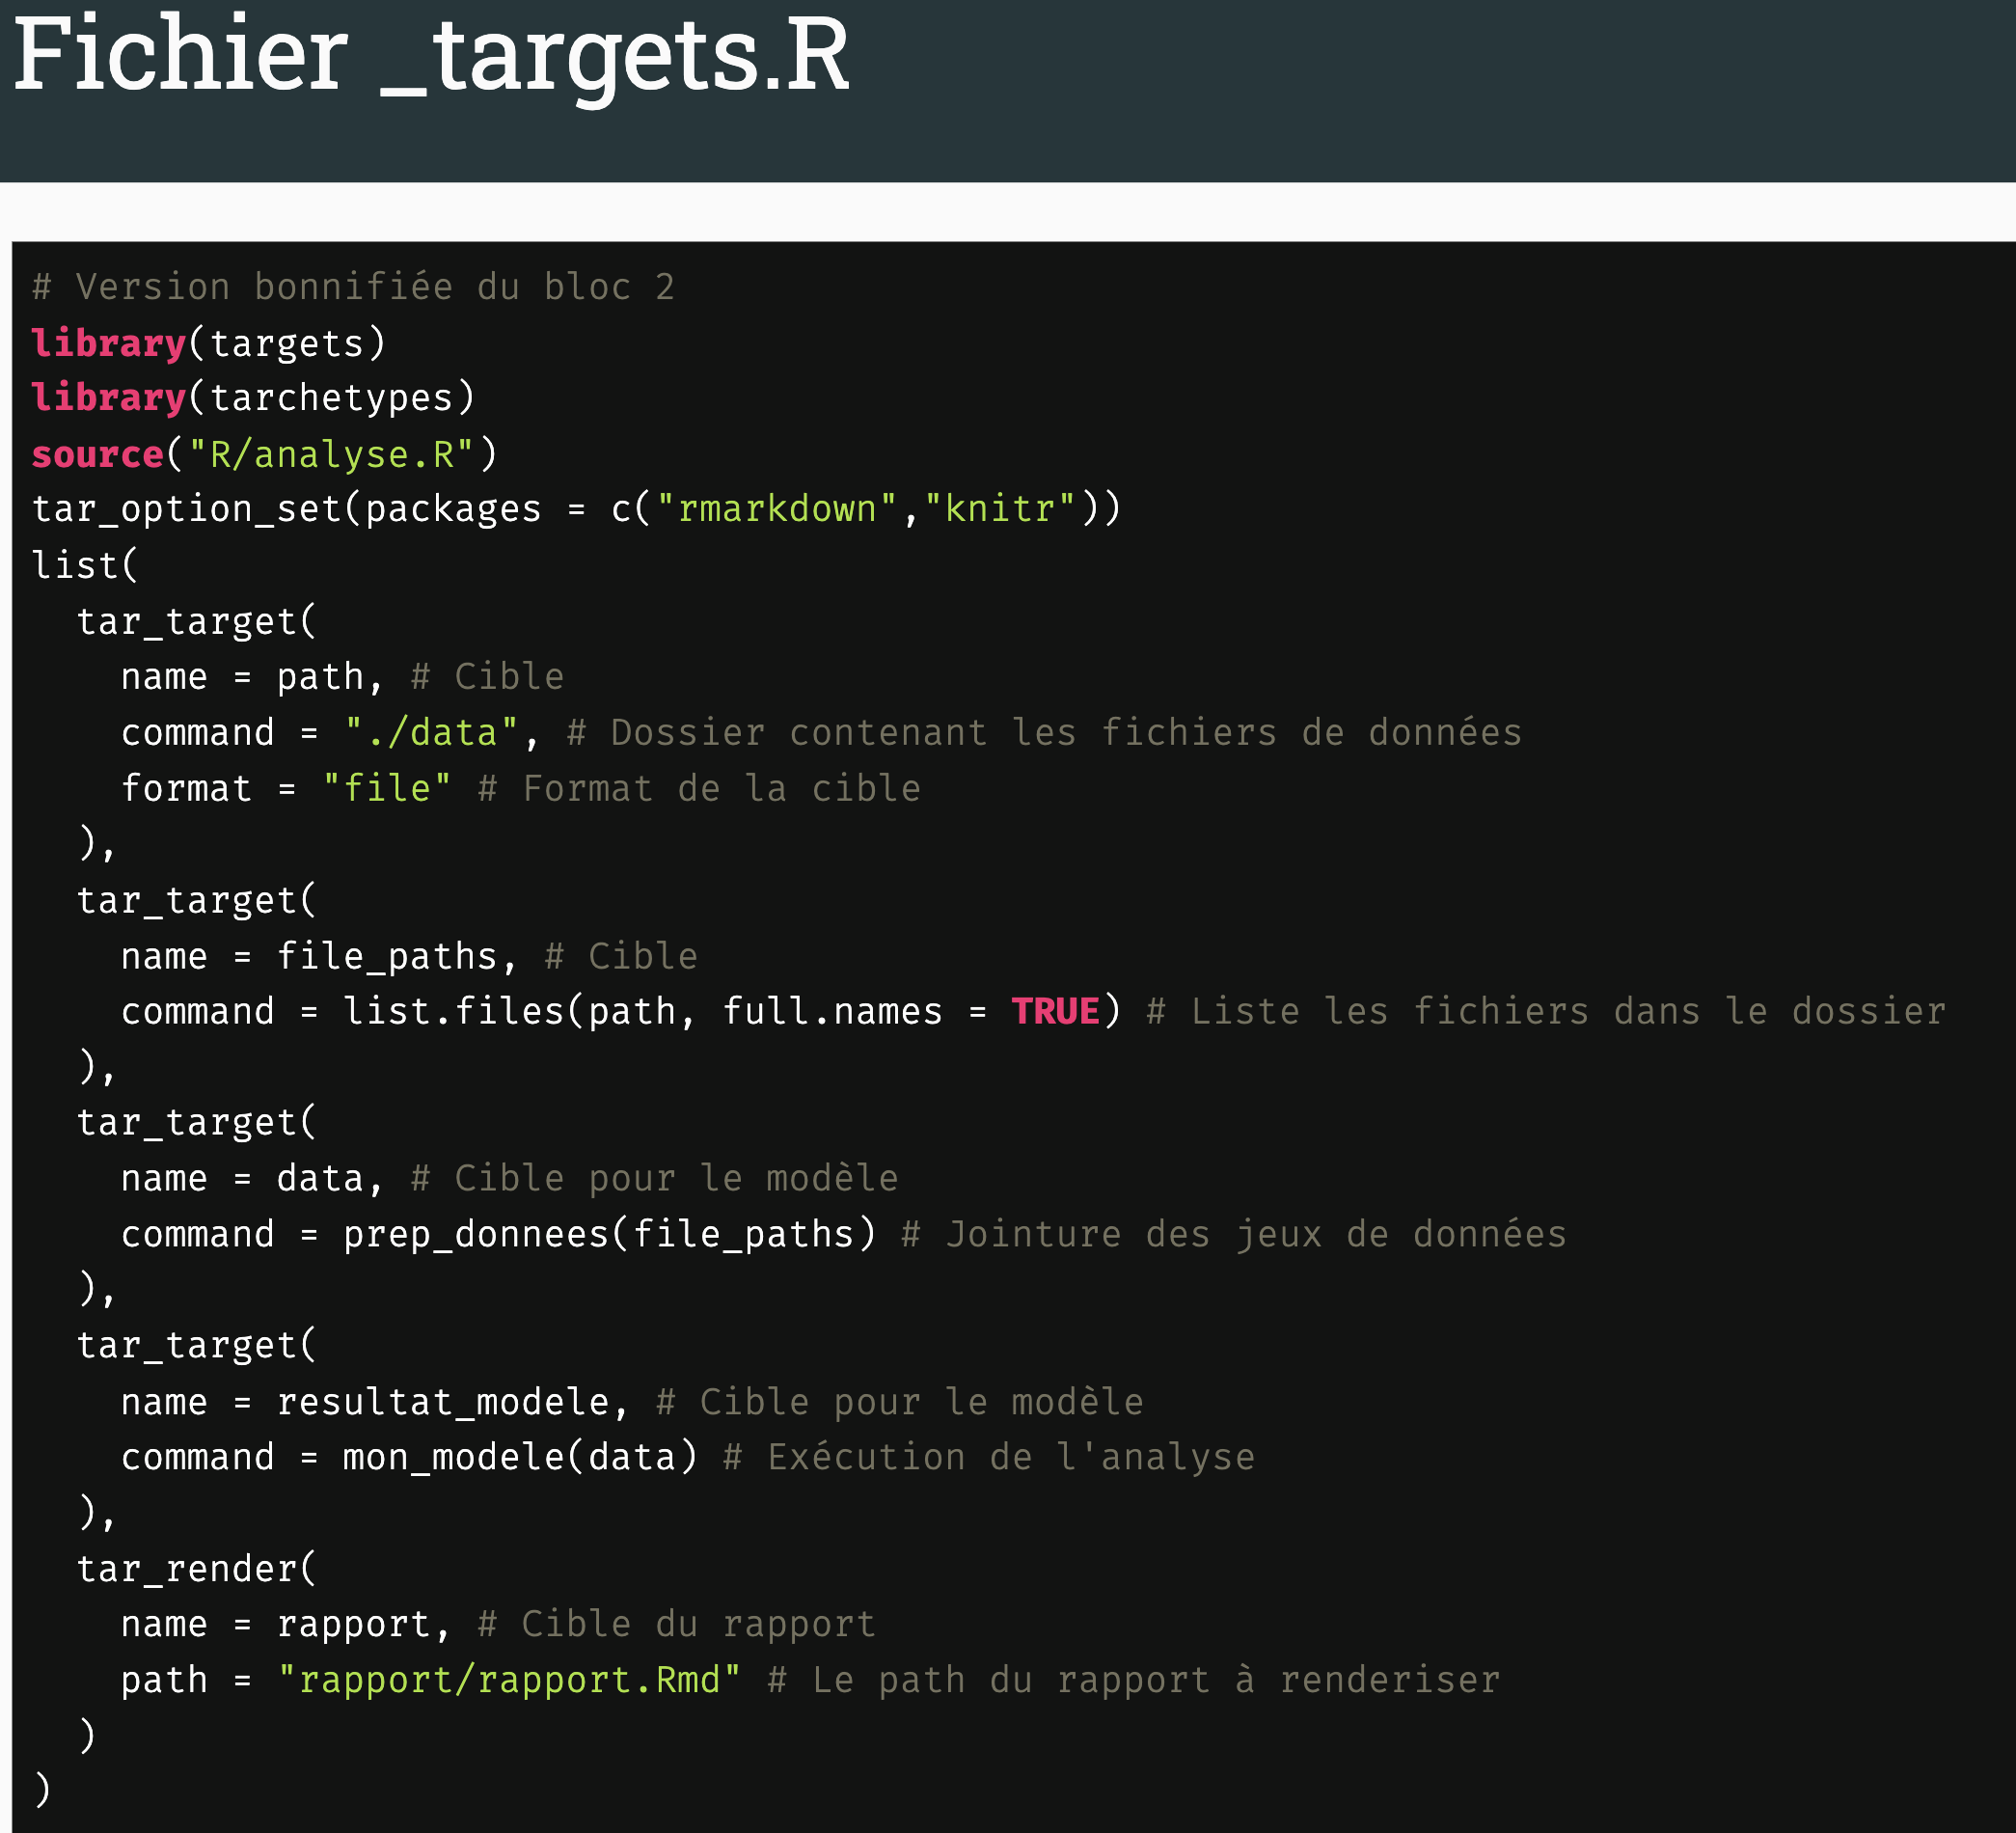 Fichier _targets.R
# Version bonnifiée du bloc 2
library(targets)
library(tarchetypes)
source("R/analyse.R")
tar_option_set(packages = c("rmarkdown","knitr"))
list(
  tar_target(
    name = path, # Cible
    command = "./data", # Dossier contenant les fichiers de données
    format = "file" # Format de la cible
  ),
  tar_target(
    name = file_paths, # Cible
    command = list.files(path, full.names = TRUE) # Liste les fichiers dans le dossier
  ),
  tar_target(
    name = data, # Cible pour le modèle
    command = prep_donnees(file_paths) # Jointure des jeux de données
  ),
  tar_target(
    name = resultat_modele, # Cible pour le modèle
    command = mon_modele(data) # Exécution de l'analyse
  ),
  tar_render(
    name = rapport, # Cible du rapport
    path = "rapport/rapport.Rmd" # Le path du rapport à renderiser
  )
)